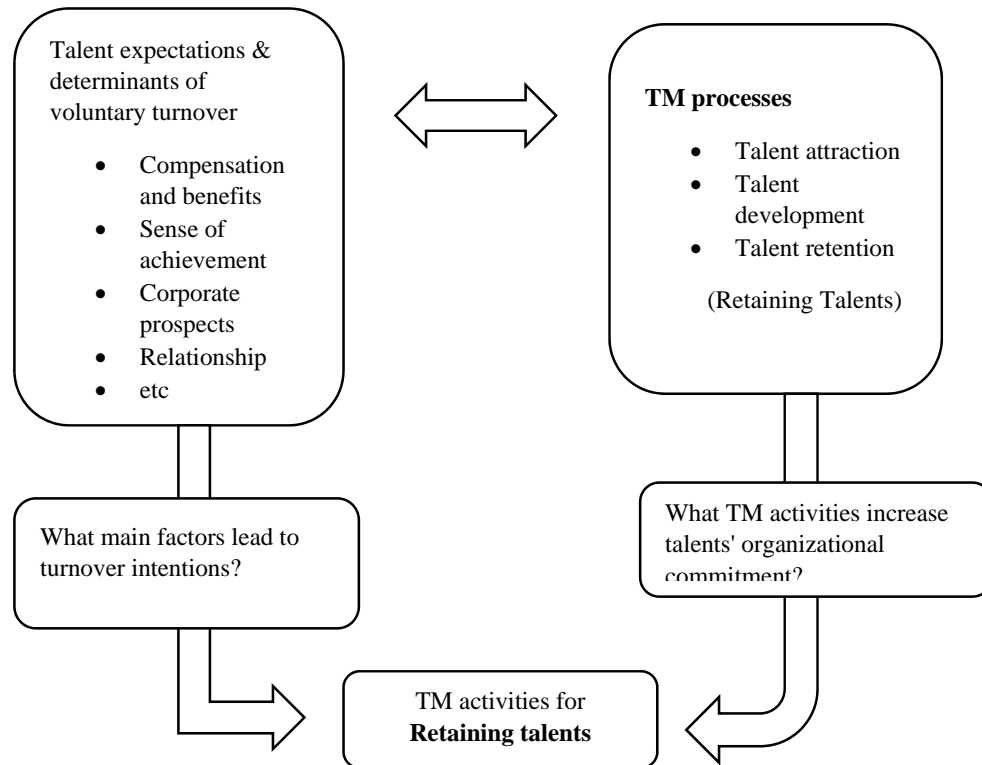 Talent expectations &
determinants of
voluntary turnover
• Compensation
and benefits
• Sense of
achievement
• Corporate
prospects
• Relationship
• etc
TM processes
• Talent attraction
• Talent
development
• Talent retention
(Retaining Talents)
What main factors lead to
turnover intentions?
What TM activities increase
talents' organizational
commitment?
TM activities for
Retaining talents